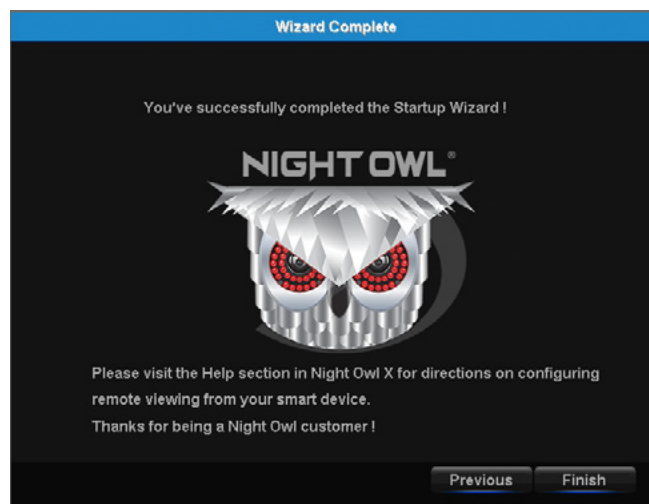 Wizard Complete
You've successfully completed the Startup Wizard !
NIGHT OWL®
Please visit the Help section in Night Owl X for directions on configuring
remote viewing from your smart device.
Thanks for being a Night Owl customer !
Previous Finish